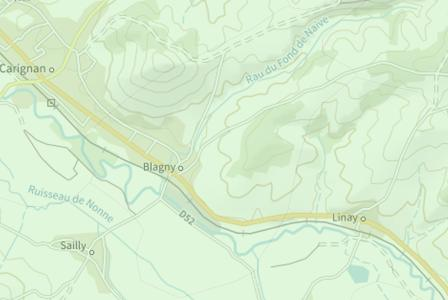 Carignan
Rau du Fond de Naive
Blagny
Ruisseau de Nonne
D52
Linay
Sailly